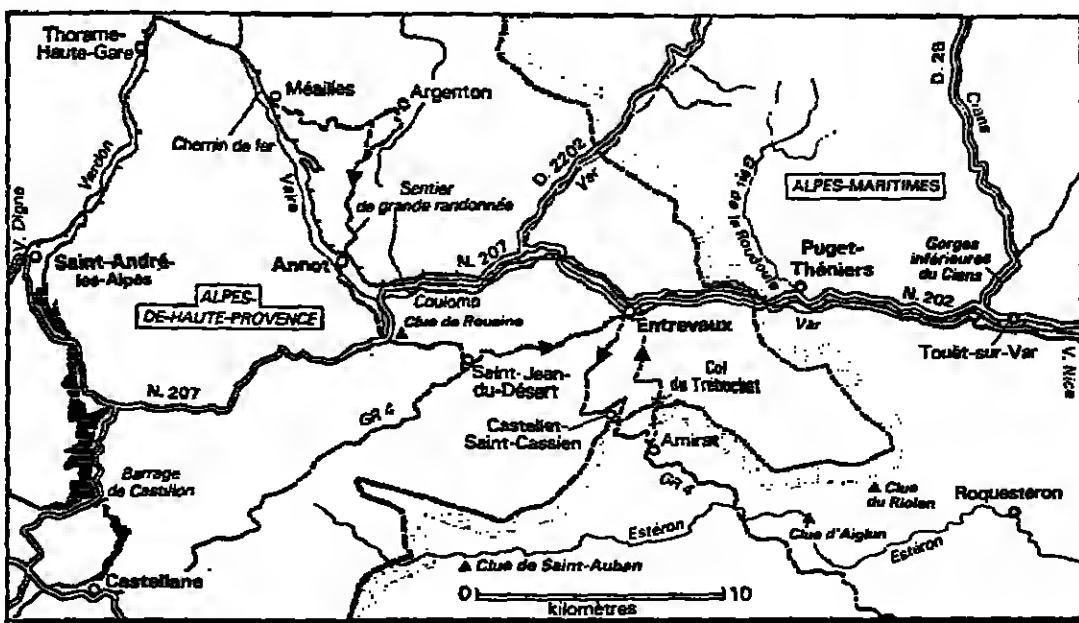 Thorame-
Haute-Gare
Méailles
Argenton
Chemin de fer
Verdon
Vaire
Sentier
de grande randonnée
D. 2202
Var
D. 28
Cians
ALPES-MARITIMES
V. Digne
Saint-André-
les-Alpes
Annot
N. 207
Puget-
Théniers
Gorges
inférieures
du Cians
ALPES-
DE-HAUTE-PROVENCE
Coulomp
Clue de Rouaine
Entrevaux
Var
N. 202
Touët-sur-Var
V. Nice
Saint-Jean-
du-Désert
Col
de Trébuchet
N. 207
GR 4
Castellet-
Saint-Cassien
Amirat
Barrage
de Castillon
GR 4
Clue
du Riolan
Roquestéron
Estéron
Clue d'Aiglun
Estéron
Castellane
Clue de Saint-Auban
0 10
kilomètres